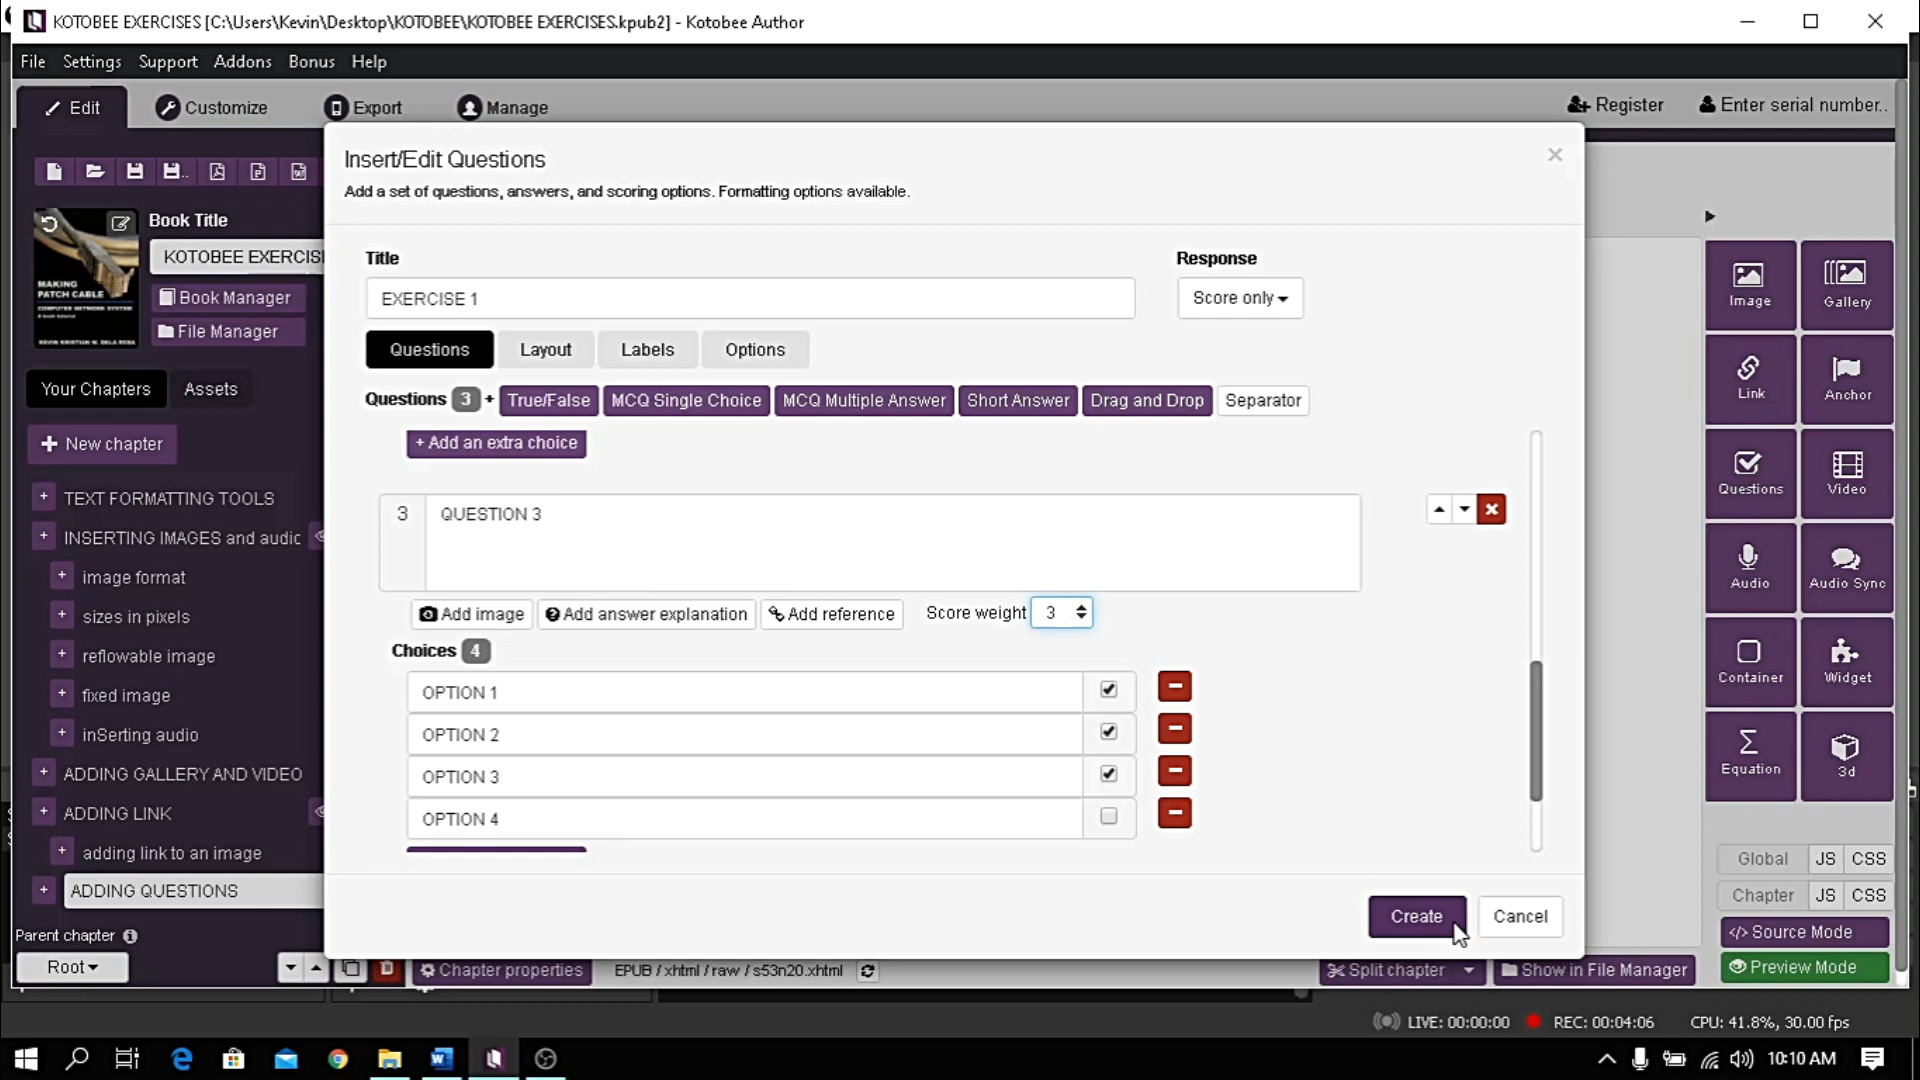 KOTOBEE EXERCISES [C:\Users\Kevin\Desktop\KOTOBEE\KOTOBEE EXERCISES.kpub2] - Kotobee Author
File Settings Support Addons Bonus Help
Edit Customize Export Manage Register Enter serial number..
Insert/Edit Questions
Add a set of questions, answers, and scoring options. Formatting options available.
Book Title
KOTOBEE EXERCIS
MAKING
PATCH CABLE
COMPUTER NETWORK SYSTEM
KEVIN KRISTIAN M. DELA ROSA
Book Manager
File Manager
Your Chapters Assets
New chapter
TEXT FORMATTING TOOLS
INSERTING IMAGES and audic
image format
sizes in pixels
reflowable image
fixed image
inSerting audio
ADDING GALLERY AND VIDEO
ADDING LINK
adding link to an image
ADDING QUESTIONS
Parent chapter
Root
Title Response
EXERCISE 1 Score only
Questions Layout Labels Options
Questions 3 + True/False MCQ Single Choice MCQ Multiple Answer Short Answer Drag and Drop Separator
+ Add an extra choice
3 QUESTION 3
Add image Add answer explanation Add reference Score weight 3
Choices 4
OPTION 1
OPTION 2
OPTION 3
OPTION 4
Create Cancel
Image Gallery
Link Anchor
Questions Video
Audio Audio Sync
Container Widget
Equation 3d
Global JS CSS
Chapter JS CSS
</> Source Mode
Preview Mode
Chapter properties EPUB / xhtml / raw / s53n20.xhtml Split chapter Show in File Manager
LIVE: 00:00:00 REC: 00:04:06 CPU: 41.8%, 30.00 fps
10:10 AM